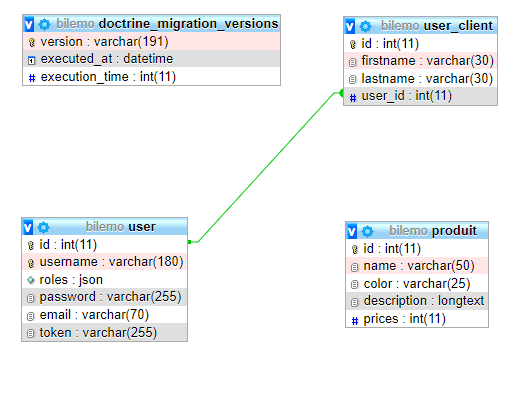 bilemo doctrine_migration_versions
version : varchar(191)
executed_at : datetime
execution_time : int(11)
bilemo user_client
id : int(11)
firstname : varchar(30)
lastname : varchar(30)
user_id : int(11)
bilemo user
id : int(11)
username : varchar(180)
roles : json
password : varchar(255)
email : varchar(70)
token : varchar(255)
bilemo produit
id : int(11)
name : varchar(50)
color : varchar(25)
description : longtext
prices : int(11)